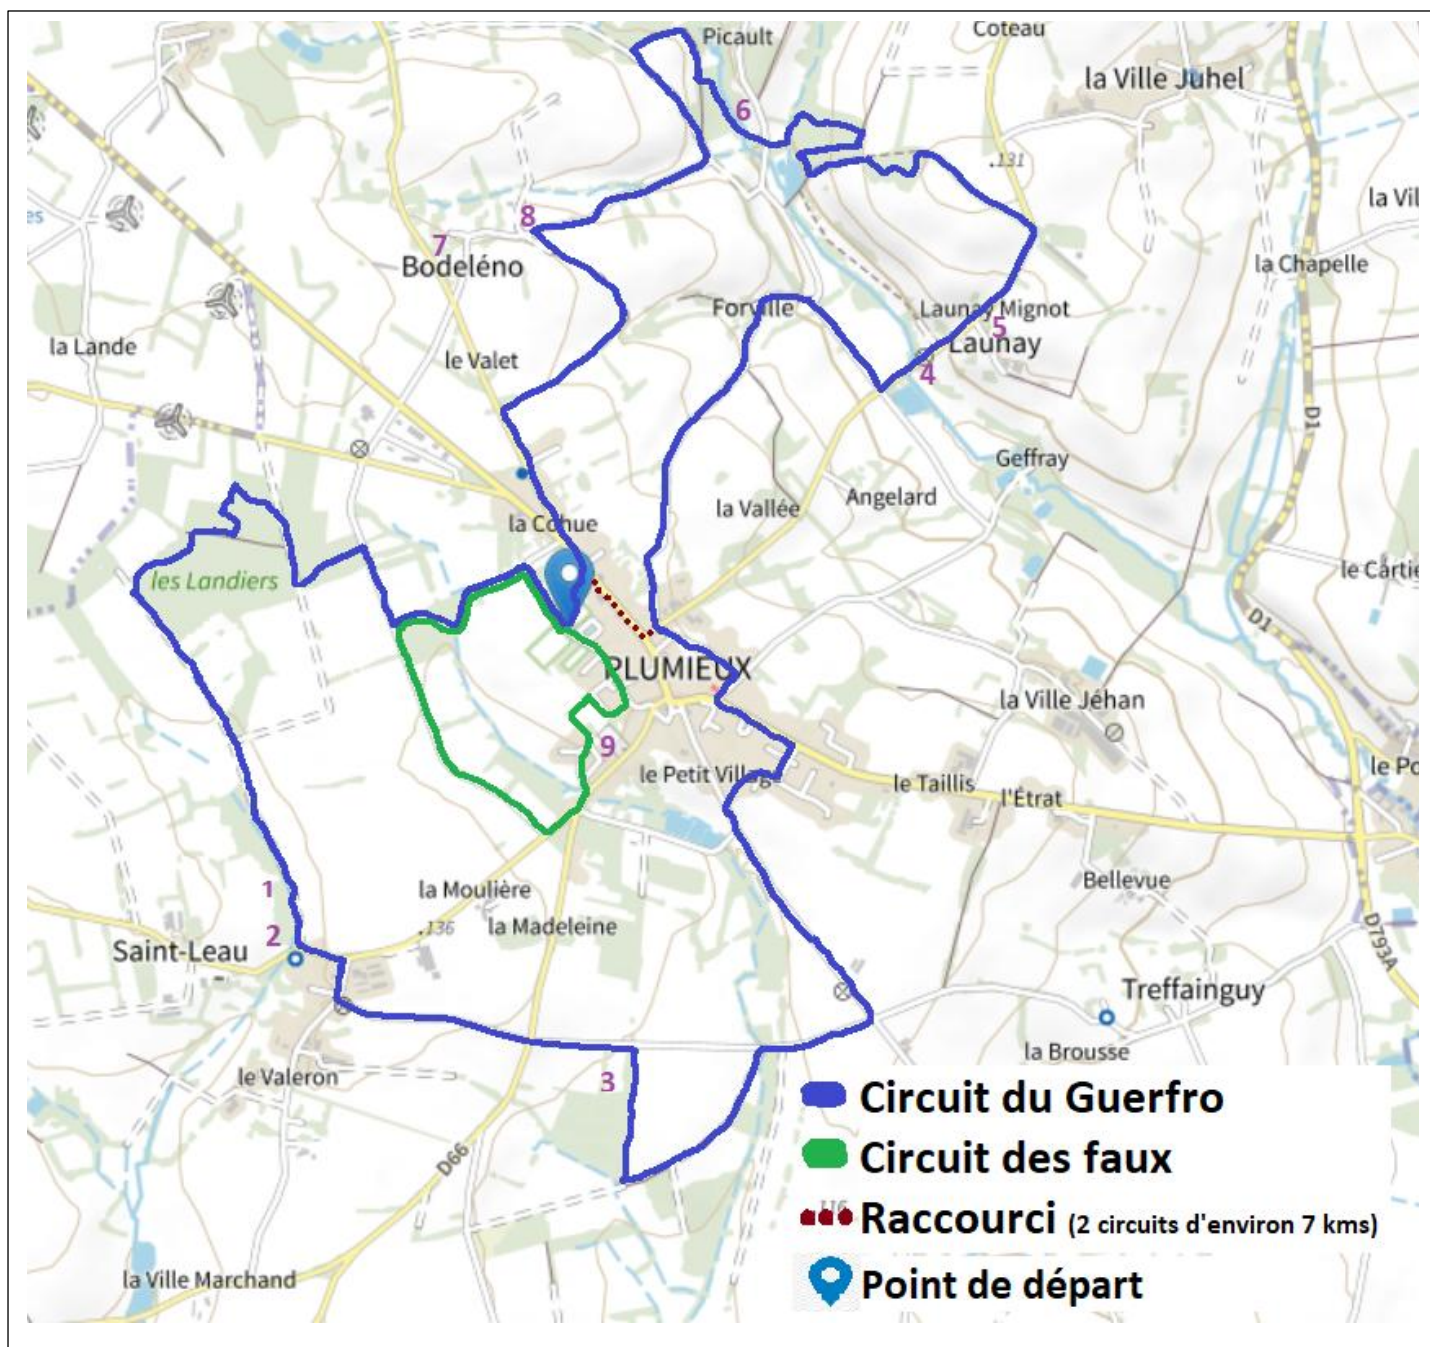 Picault
Coteau
la Ville Juhel
6
.131
la Vil
es
8
7
Bodeléno
la Chapelle
Forville
Launay Mignot
5
Launay
la Lande
le Valet
4
D1
Geffray
Angelard
la Vallée
la Cohue
les Landiers
le Cârtie
D1
PLUMIEUX
la Ville Jéhan
9
le Petit Village
le Taillis
l'Étrat
le Po
1
la Moulière
Bellevue
2
.136
la Madeleine
Saint-Leau
D793A
Treffainguy
la Brousse
le Valeron
3
D66
la Ville Marchand
Circuit du Guerfro
Circuit des faux
Raccourci (2 circuits d'environ 7 kms)
Point de départ